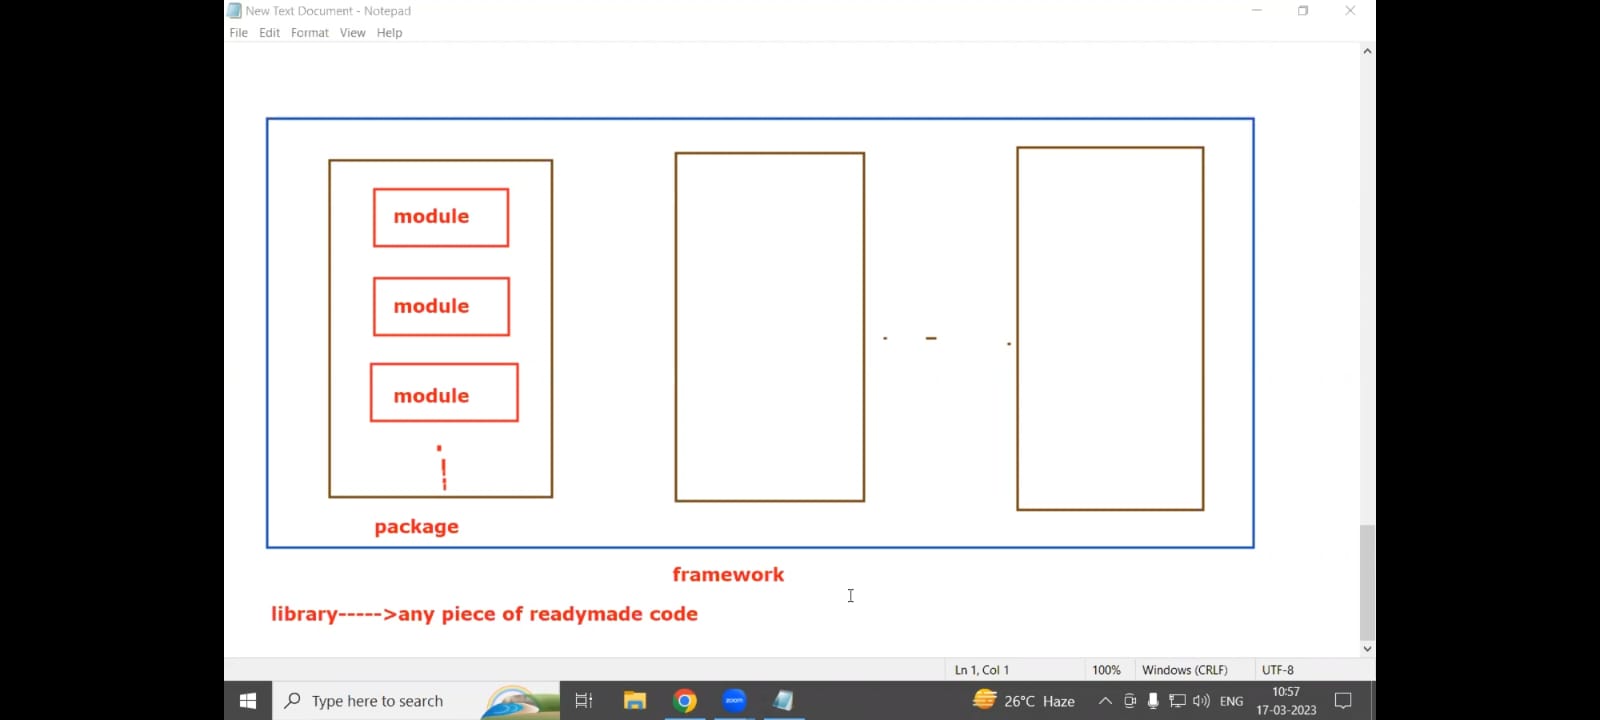 New Text Document - Notepad
File Edit Format View Help
module
module
module
package
framework
library----->any piece of readymade code
Ln 1, Col 1 100% Windows (CRLF) UTF-8
Type here to search zoom 26°C Haze ENG 10:57
17-03-2023